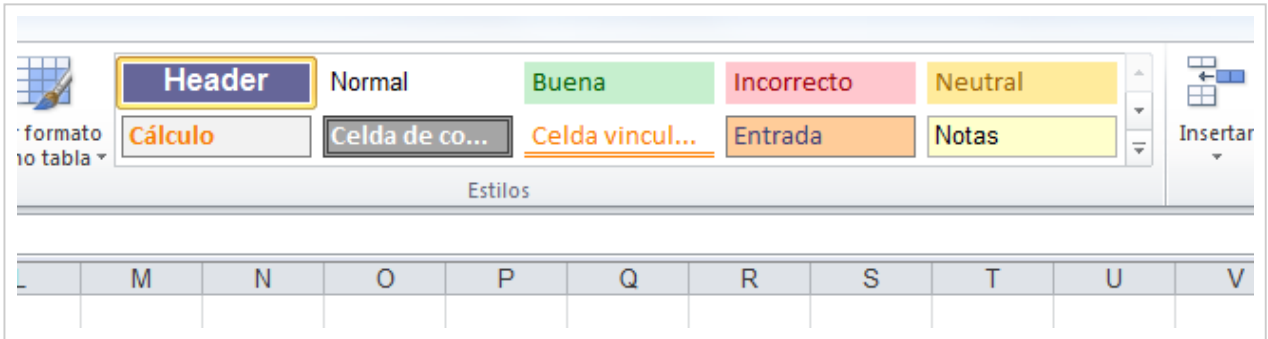 Header Normal Buena Incorrecto Neutral
Cálculo Celda de co... Celda vincul... Entrada Notas
formato
no tabla
Insertar
Estilos
L M N O P Q R S T U V